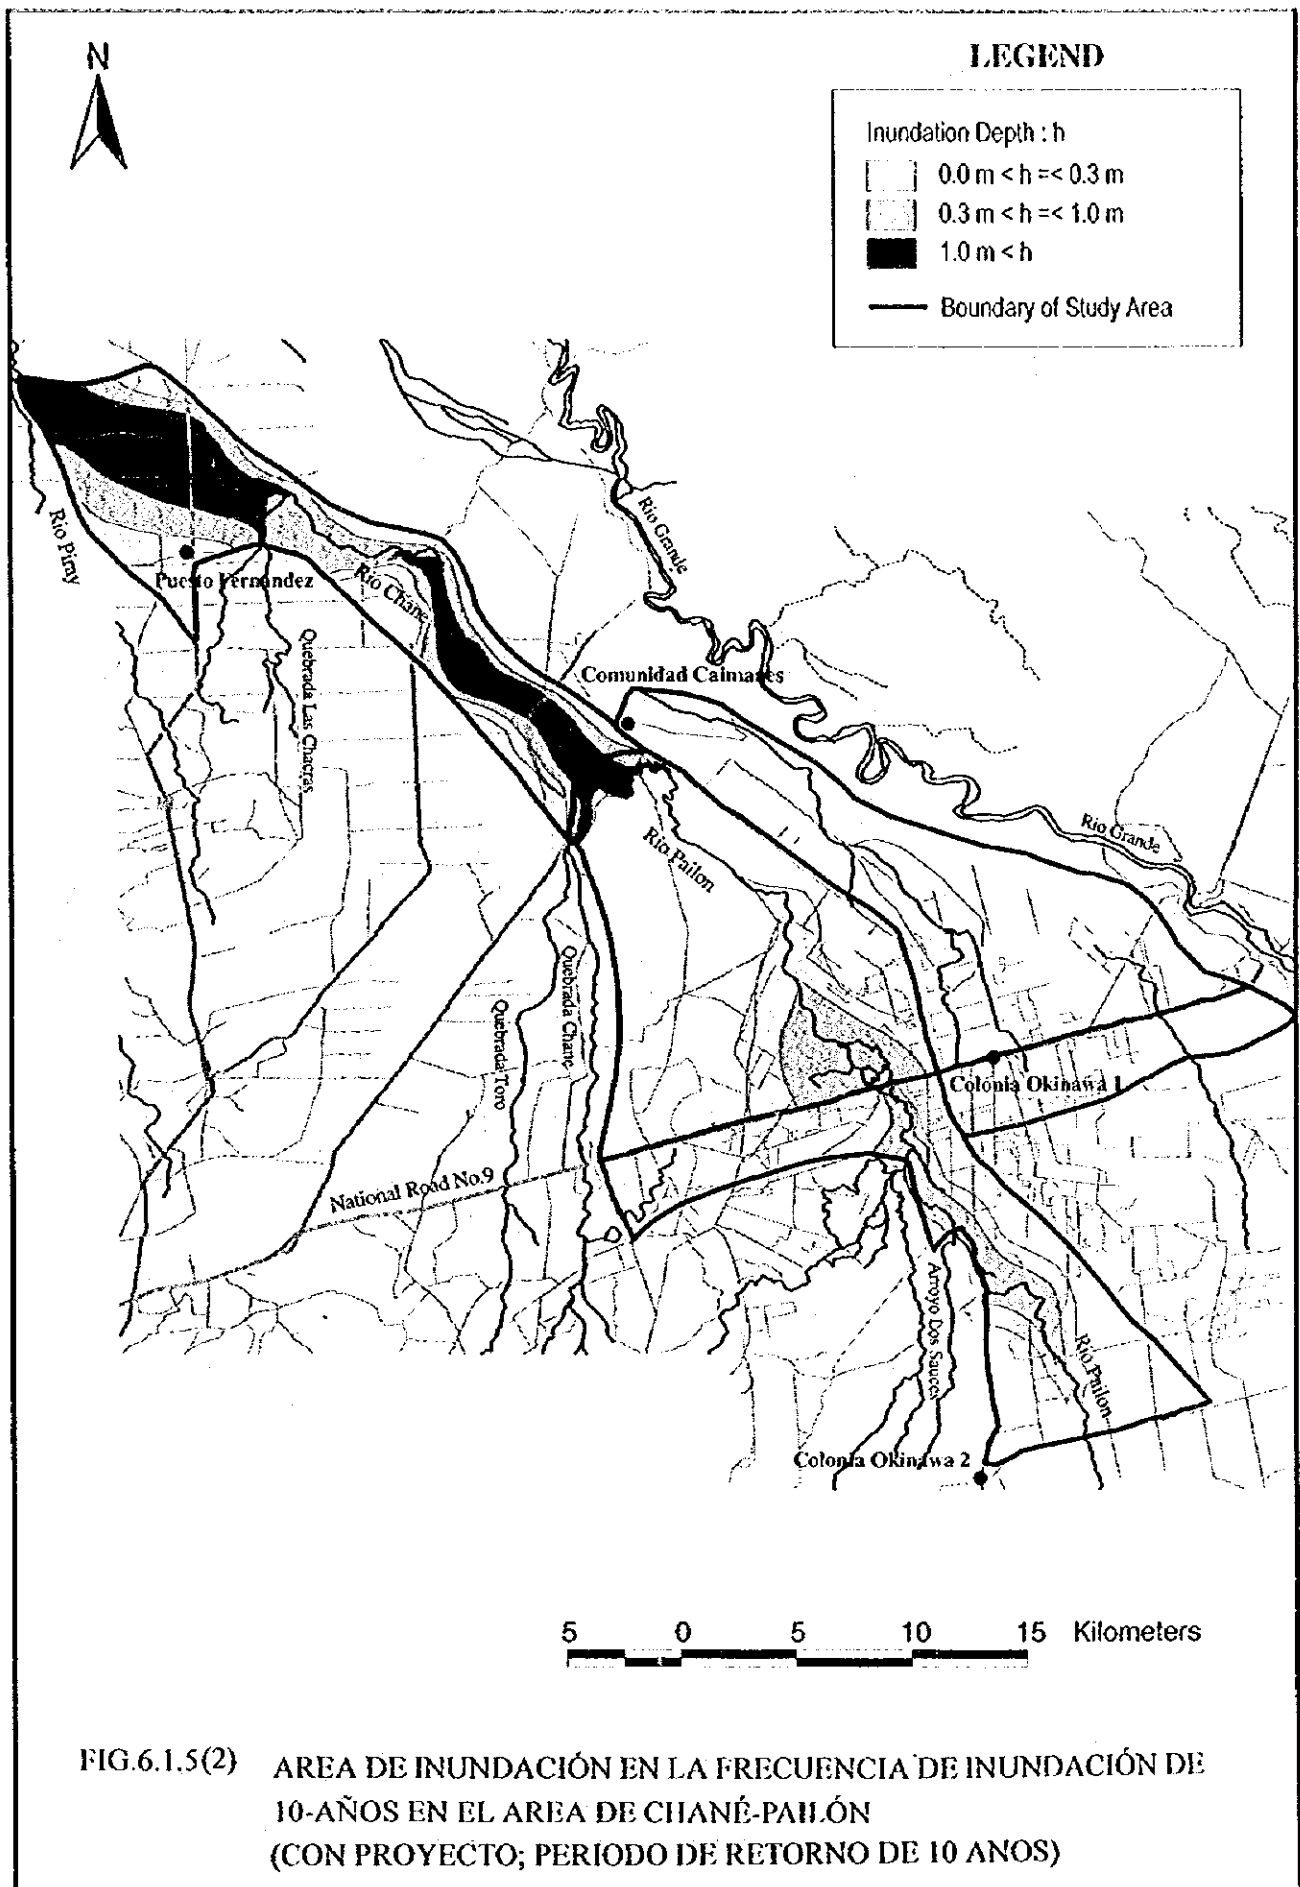 N
LEGEND
Inundation Depth : h
0.0 m < h =< 0.3 m
0.3 m < h =< 1.0 m
1.0 m < h
Boundary of Study Area
Rio Piray
Puesto Fernández
Rio Chane
Rio Grande
Quebrada Las Chacras
Comunidad Caimanes
Rio Grande
Rio Pailon
Quebrada Chane
Quebrada Toro
Colonia Okinawa 1
National Road No.9
Arroyo Dos Sauces
Rio Pailon
Colonia Okinawa 2
5 0 5 10 15 Kilometers
FIG.6.1.5(2) AREA DE INUNDACIÓN EN LA FRECUENCIA DE INUNDACIÓN DE
10-AÑOS EN EL AREA DE CHANÉ-PAILÓN
(CON PROYECTO; PERIODO DE RETORNO DE 10 ANOS)